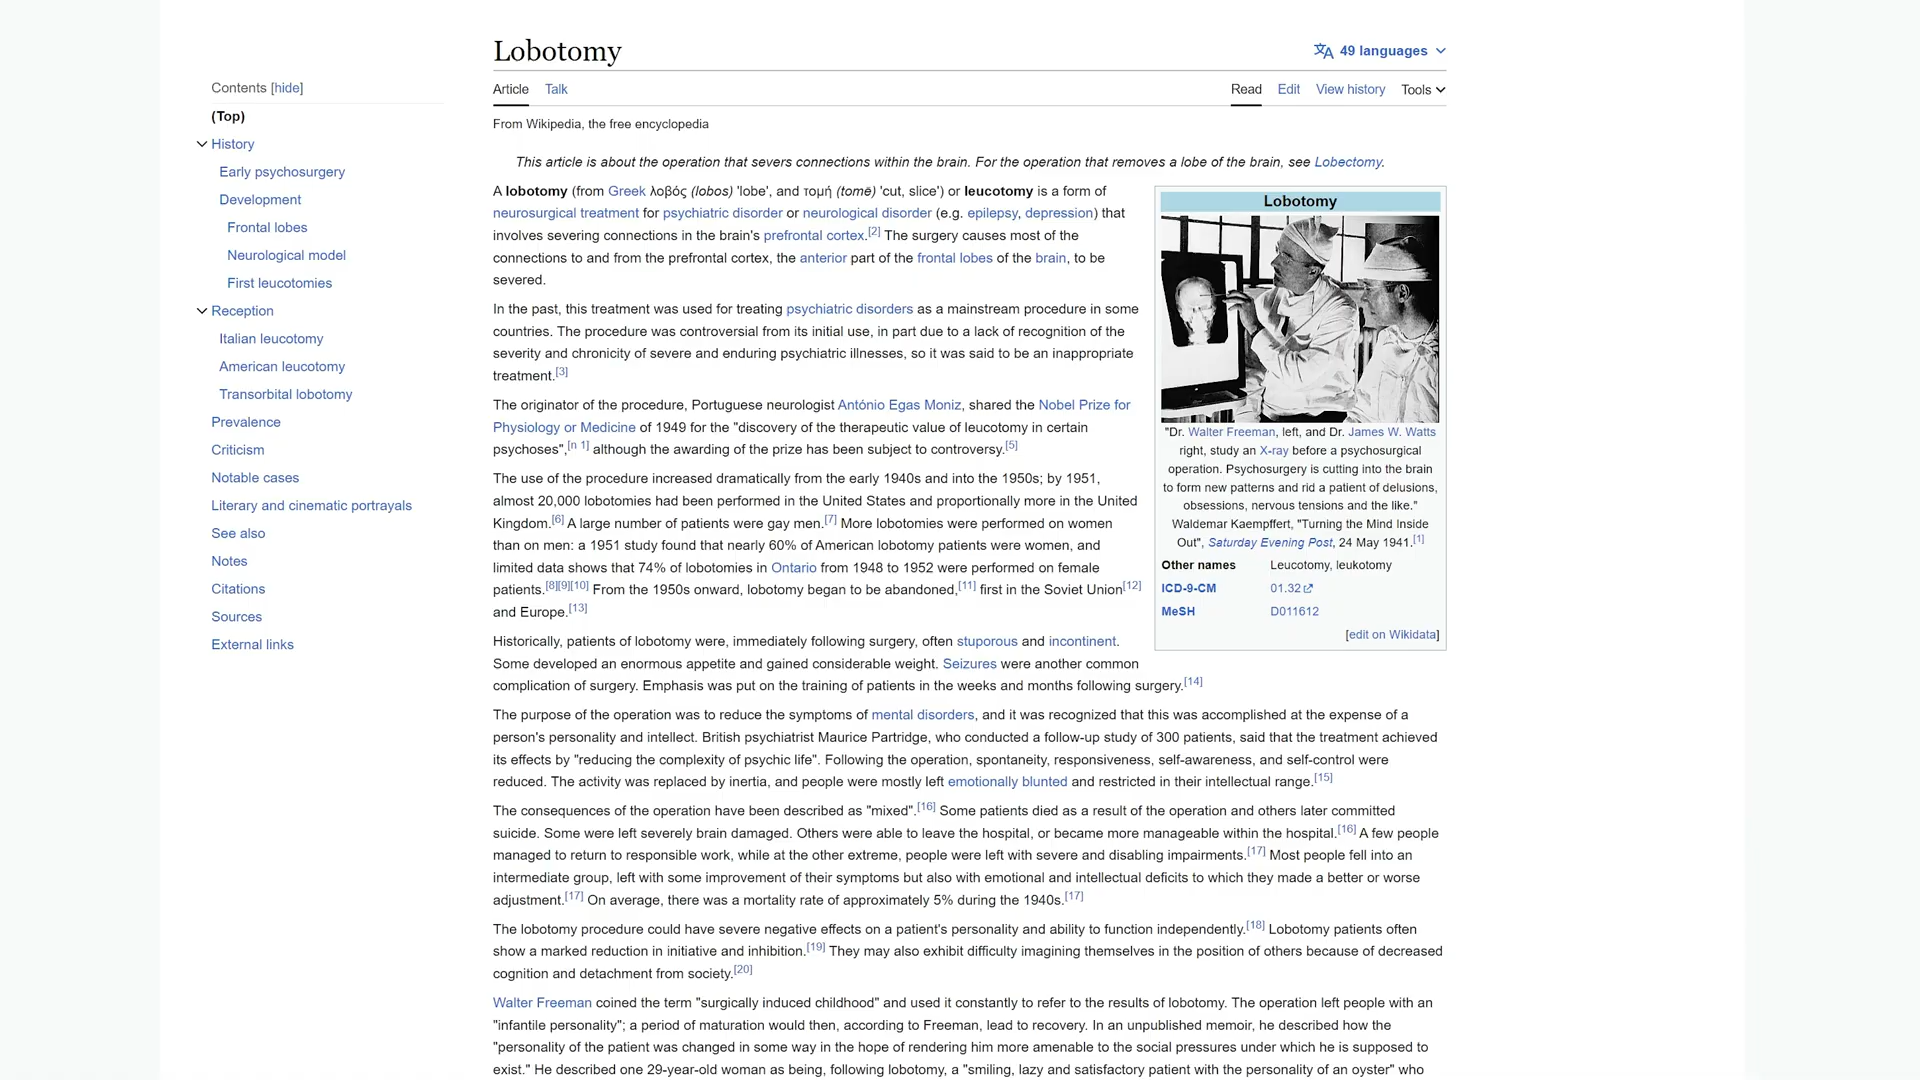 Lobotomy
49 languages
Contents [hide]
(Top)
History
Early psychosurgery
Development
Frontal lobes
Neurological model
First leucotomies
Reception
Italian leucotomy
American leucotomy
Transorbital lobotomy
Prevalence
Criticism
Notable cases
Literary and cinematic portrayals
See also
Notes
Citations
Sources
External links
Article Talk
Read Edit View history Tools
From Wikipedia, the free encyclopedia
This article is about the operation that severs connections within the brain. For the operation that removes a lobe of the brain, see Lobectomy.
A lobotomy (from Greek λοβός (lobos) 'lobe', and τομή (tomē) 'cut, slice') or leucotomy is a form of
neurosurgical treatment for psychiatric disorder or neurological disorder (e.g. epilepsy, depression) that
involves severing connections in the brain's prefrontal cortex.[2] The surgery causes most of the
connections to and from the prefrontal cortex, the anterior part of the frontal lobes of the brain, to be
severed.
In the past, this treatment was used for treating psychiatric disorders as a mainstream procedure in some
countries. The procedure was controversial from its initial use, in part due to a lack of recognition of the
severity and chronicity of severe and enduring psychiatric illnesses, so it was said to be an inappropriate
treatment.[3]
The originator of the procedure, Portuguese neurologist António Egas Moniz, shared the Nobel Prize for
Physiology or Medicine of 1949 for the "discovery of the therapeutic value of leucotomy in certain
psychoses",[n 1] although the awarding of the prize has been subject to controversy.[5]
The use of the procedure increased dramatically from the early 1940s and into the 1950s; by 1951,
almost 20,000 lobotomies had been performed in the United States and proportionally more in the United
Kingdom.[6] A large number of patients were gay men.[7] More lobotomies were performed on women
than on men: a 1951 study found that nearly 60% of American lobotomy patients were women, and
limited data shows that 74% of lobotomies in Ontario from 1948 to 1952 were performed on female
patients.[8][9][10] From the 1950s onward, lobotomy began to be abandoned,[11] first in the Soviet Union[12]
and Europe.[13]
Lobotomy
"Dr. Walter Freeman, left, and Dr. James W. Watts
right, study an X-ray before a psychosurgical
operation. Psychosurgery is cutting into the brain
to form new patterns and rid a patient of delusions,
obsessions, nervous tensions and the like."
Waldemar Kaempffert, "Turning the Mind Inside
Out", Saturday Evening Post, 24 May 1941.[1]
Other names Leucotomy, leukotomy
ICD-9-CM 01.32
MeSH D011612
[edit on Wikidata]
Historically, patients of lobotomy were, immediately following surgery, often stuporous and incontinent.
Some developed an enormous appetite and gained considerable weight. Seizures were another common
complication of surgery. Emphasis was put on the training of patients in the weeks and months following surgery.[14]
The purpose of the operation was to reduce the symptoms of mental disorders, and it was recognized that this was accomplished at the expense of a
person's personality and intellect. British psychiatrist Maurice Partridge, who conducted a follow-up study of 300 patients, said that the treatment achieved
its effects by "reducing the complexity of psychic life". Following the operation, spontaneity, responsiveness, self-awareness, and self-control were
reduced. The activity was replaced by inertia, and people were mostly left emotionally blunted and restricted in their intellectual range.[15]
The consequences of the operation have been described as "mixed".[16] Some patients died as a result of the operation and others later committed
suicide. Some were left severely brain damaged. Others were able to leave the hospital, or became more manageable within the hospital.[16] A few people
managed to return to responsible work, while at the other extreme, people were left with severe and disabling impairments.[17] Most people fell into an
intermediate group, left with some improvement of their symptoms but also with emotional and intellectual deficits to which they made a better or worse
adjustment.[17] On average, there was a mortality rate of approximately 5% during the 1940s.[17]
The lobotomy procedure could have severe negative effects on a patient's personality and ability to function independently.[18] Lobotomy patients often
show a marked reduction in initiative and inhibition.[19] They may also exhibit difficulty imagining themselves in the position of others because of decreased
cognition and detachment from society.[20]
Walter Freeman coined the term "surgically induced childhood" and used it constantly to refer to the results of lobotomy. The operation left people with an
"infantile personality"; a period of maturation would then, according to Freeman, lead to recovery. In an unpublished memoir, he described how the
"personality of the patient was changed in some way in the hope of rendering him more amenable to the social pressures under which he is supposed to
exist." He described one 29-year-old woman as being, following lobotomy, a "smiling, lazy and satisfactory patient with the personality of an oyster" who